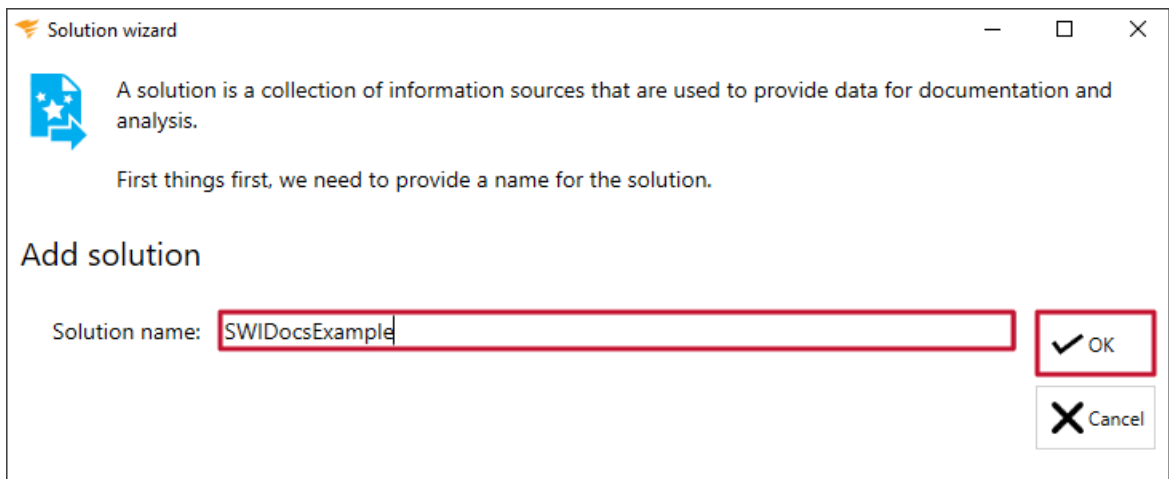 Solution wizard
A solution is a collection of information sources that are used to provide data for documentation and
analysis.
First things first, we need to provide a name for the solution.
Add solution
Solution name: SWIDocsExample
OK
Cancel